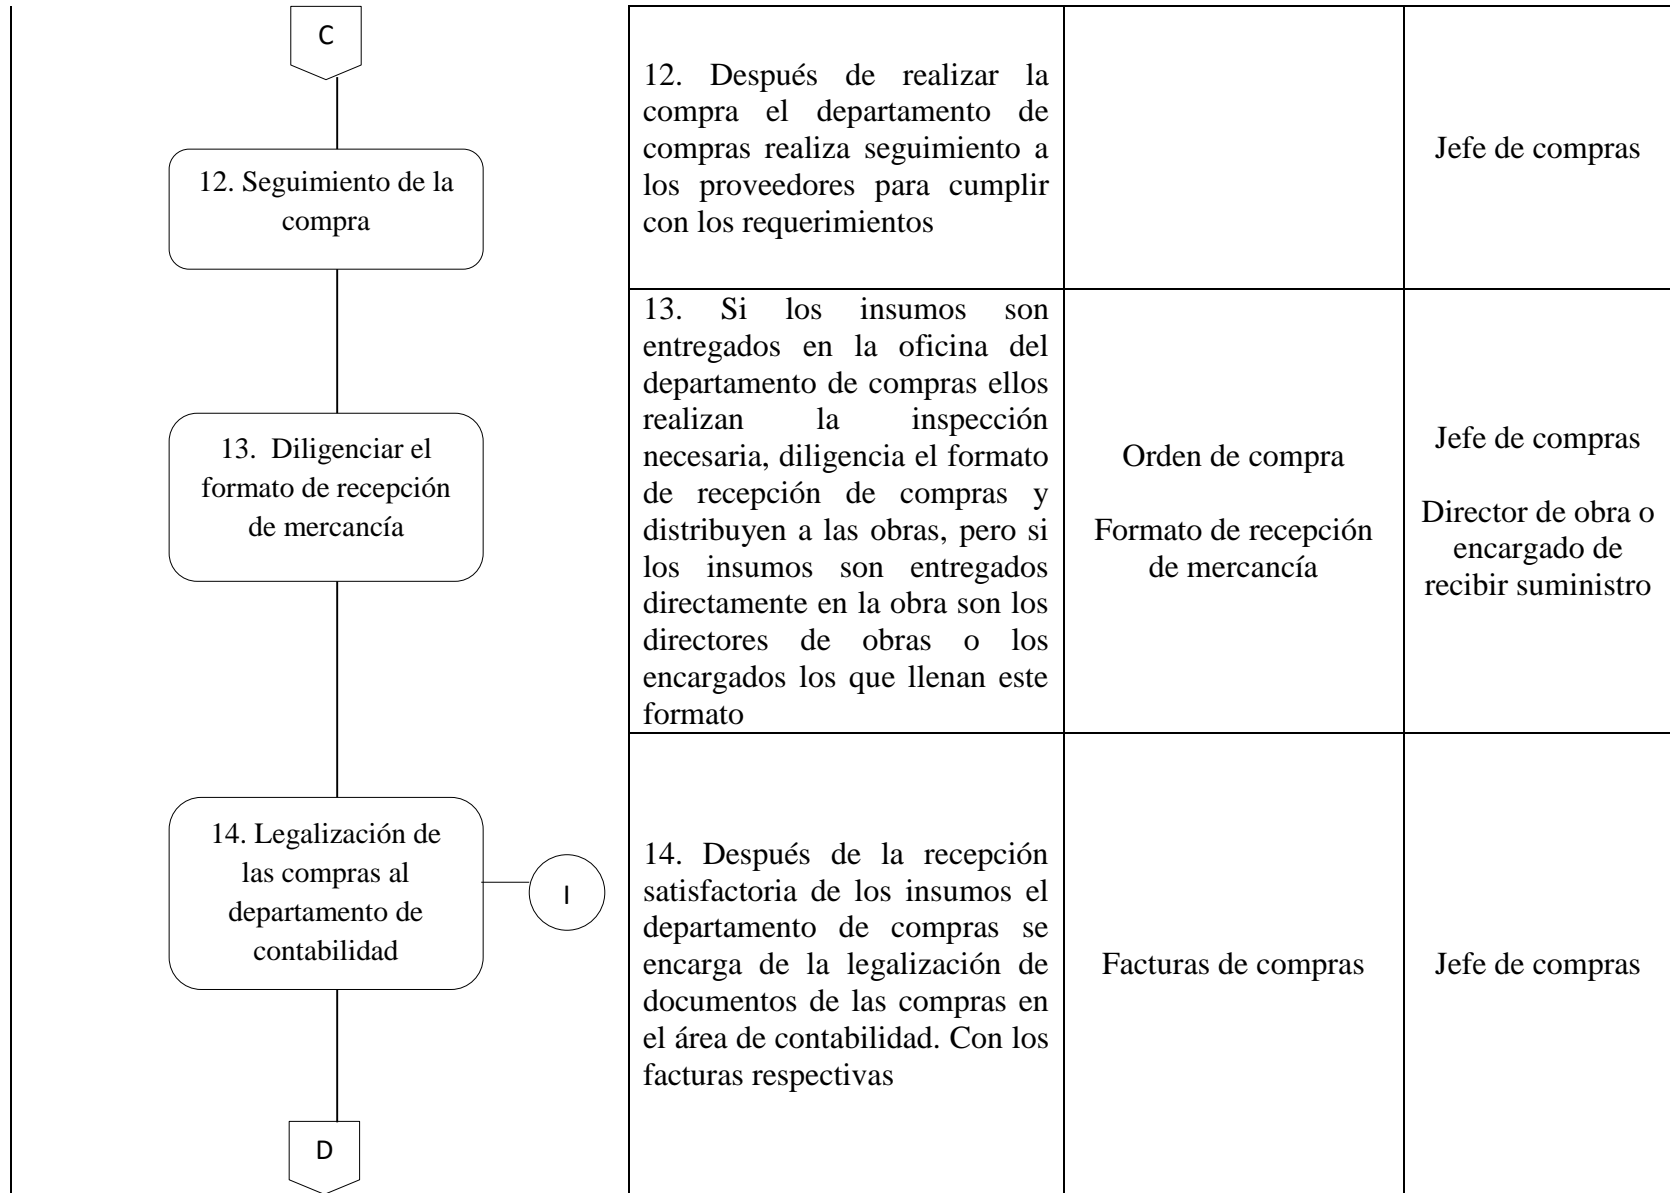 C
12. Seguimiento de la
compra
12. Después de realizar la
compra el departamento de
compras realiza seguimiento a
los proveedores para cumplir
con los requerimientos
Jefe de compras
13. Diligenciar el
formato de recepción
de mercancía
13. Si los insumos son
entregados en la oficina del
departamento de compras ellos
realizan la inspección
necesaria, diligencia el formato
de recepción de compras y
distribuyen a las obras, pero si
los insumos son entregados
directamente en la obra son los
directores de obras o los
encargados los que llenan este
formato
Orden de compra
Formato de recepción
de mercancía
Jefe de compras
Director de obra o
encargado de
recibir suministro
14. Legalización de
las compras al
departamento de
contabilidad
I
14. Después de la recepción
satisfactoria de los insumos el
departamento de compras se
encarga de la legalización de
documentos de las compras en
el área de contabilidad. Con los
facturas respectivas
Facturas de compras
Jefe de compras
D